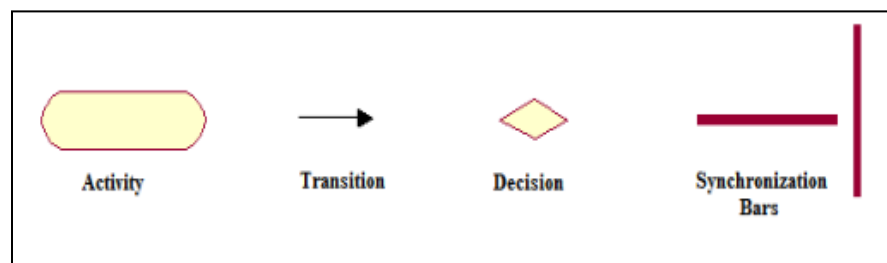 Activity
Transition
Decision
Synchronization
Bars